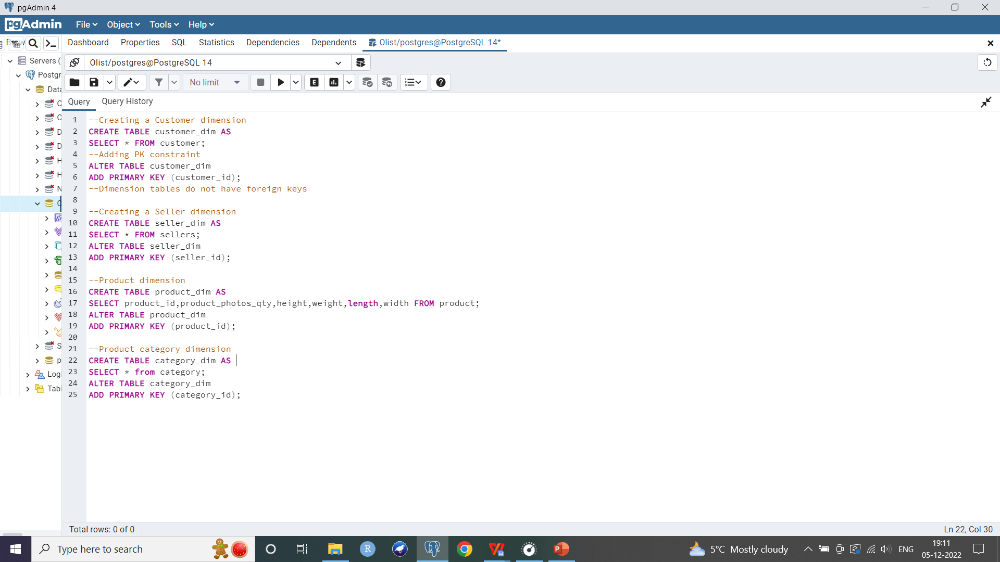 pgAdmin 4
pgAdmin File Object Tools Help
Dashboard Properties SQL Statistics Dependencies Dependents Olist/postgres@PostgreSQL 14*
Servers (
Postgr
Data
C
C
D
D
H
H
N
S
p
Logi
Tabl
Olist/postgres@PostgreSQL 14
No limit
E
Query Query History
1 --Creating a Customer dimension
2 CREATE TABLE customer_dim AS
3 SELECT * FROM customer;
4 --Adding PK constraint
5 ALTER TABLE customer_dim
6 ADD PRIMARY KEY (customer_id);
7 --Dimension tables do not have foreign keys
8
9 --Creating a Seller dimension
10 CREATE TABLE seller_dim AS
11 SELECT * FROM sellers;
12 ALTER TABLE seller_dim
13 ADD PRIMARY KEY (seller_id);
14
15 --Product dimension
16 CREATE TABLE product_dim AS
17 SELECT product_id,product_photos_qty,height,weight,length,width FROM product;
18 ALTER TABLE product_dim
19 ADD PRIMARY KEY (product_id);
20
21 --Product category dimension
22 CREATE TABLE category_dim AS
23 SELECT * from category;
24 ALTER TABLE category_dim
25 ADD PRIMARY KEY (category_id);
Total rows: 0 of 0
Ln 22, Col 30
Type here to search
R
P
5°C Mostly cloudy
ENG
19:11
05-12-2022